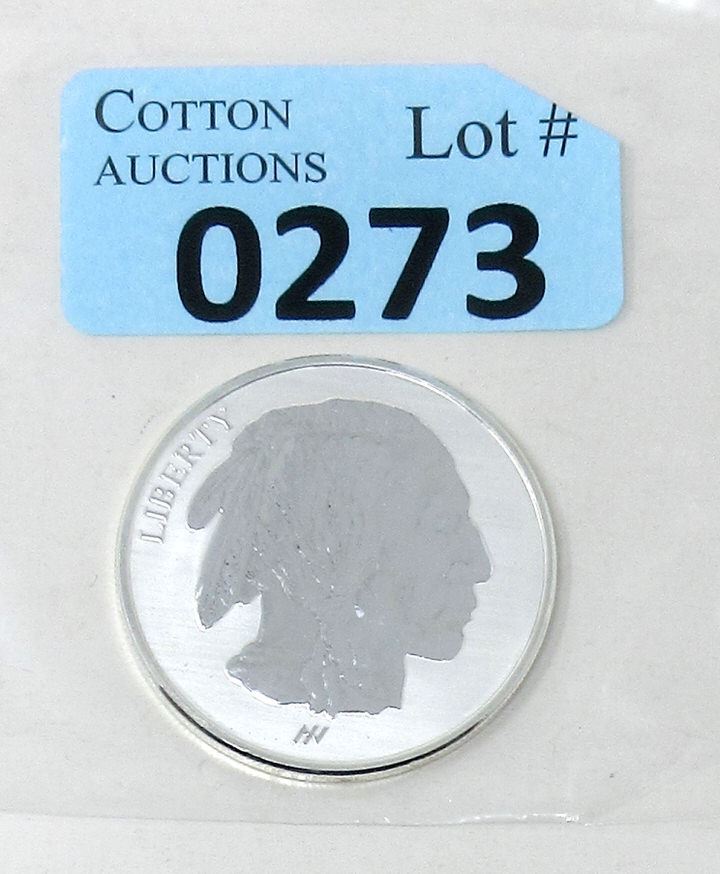 COTTON
AUCTIONS
Lot #
0273
LIBERTY